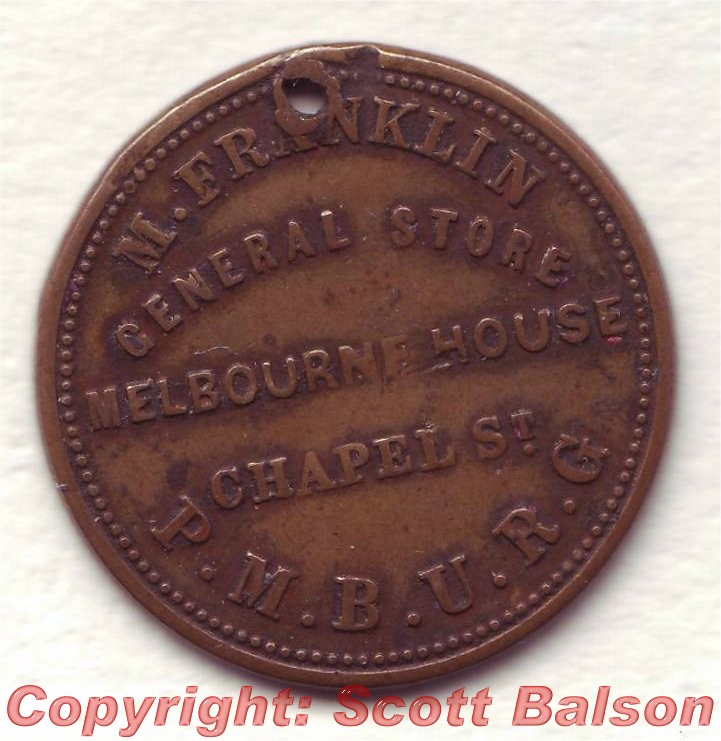 M. FRANKLIN
GENERAL STORE
MELBOURNE HOUSE
CHAPEL ST.
P.M.B.U.R.G
Copyright: Scott Balson